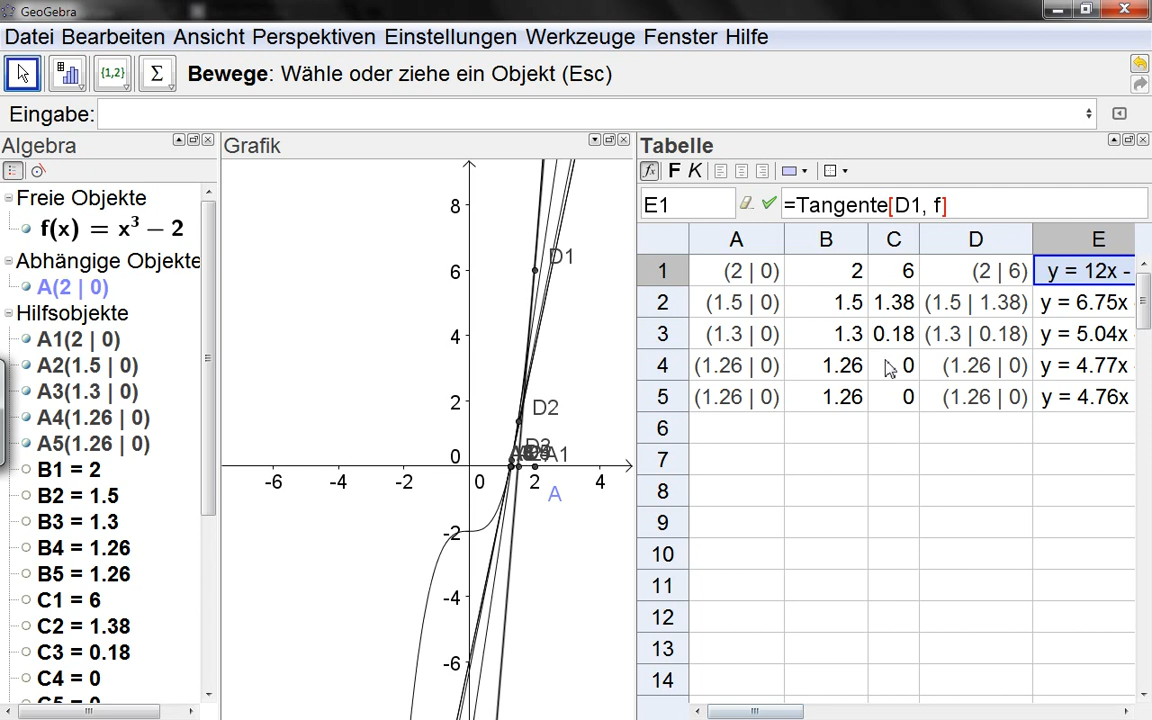 GeoGebra
Datei Bearbeiten Ansicht Perspektiven Einstellungen Werkzeuge Fenster Hilfe
{1,2} Σ Bewege: Wähle oder ziehe ein Objekt (Esc)
Eingabe:
Algebra
Freie Objekte
f(x) = x³ − 2
Abhängige Objekte
A(2 | 0)
Hilfsobjekte
A1(2 | 0)
A2(1.5 | 0)
A3(1.3 | 0)
A4(1.26 | 0)
A5(1.26 | 0)
B1 = 2
B2 = 1.5
B3 = 1.3
B4 = 1.26
B5 = 1.26
C1 = 6
C2 = 1.38
C3 = 0.18
C4 = 0
C5 = 0
Grafik
8
6
4
2
0
-2
-4
-6
-6 -4 -2 0 2 4
D1
D2
A1
A
Tabelle
fx F K
E1 =Tangente[D1, f]
A B C D E
1 (2 | 0) 2 6 (2 | 6) y = 12x -
2 (1.5 | 0) 1.5 1.38 (1.5 | 1.38) y = 6.75x
3 (1.3 | 0) 1.3 0.18 (1.3 | 0.18) y = 5.04x
4 (1.26 | 0) 1.26 0 (1.26 | 0) y = 4.77x
5 (1.26 | 0) 1.26 0 (1.26 | 0) y = 4.76x
6
7
8
9
10
11
12
13
14